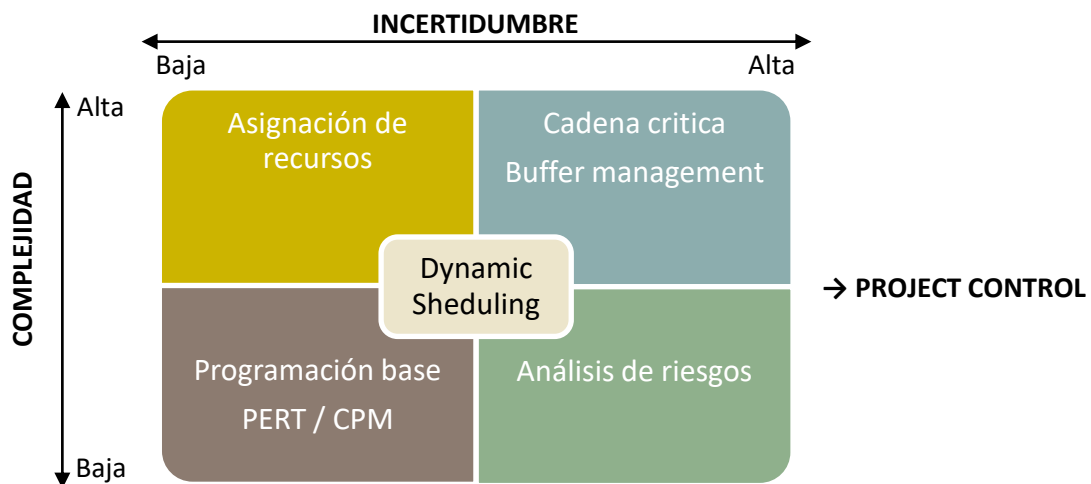 INCERTIDUMBRE
Baja
Alta
Alta
COMPLEJIDAD
Baja
Asignación de
recursos
Cadena critica
Buffer management
Dynamic
Sheduling
Programación base
PERT / CPM
Análisis de riesgos
→ PROJECT CONTROL